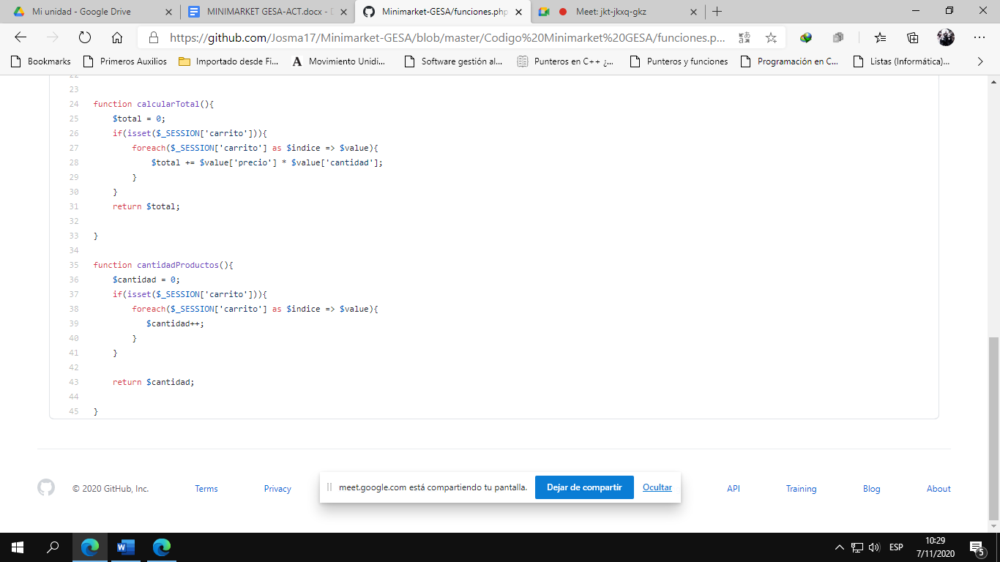 Mi unidad - Google Drive
MINIMARKET GESA-ACT.docx - D
Minimarket-GESA/funciones.php
Meet: jkt-jkxq-gkz
https://github.com/Josma17/Minimarket-GESA/blob/master/Codigo%20Minimarket%20GESA/funciones.p...
Bookmarks
Primeros Auxilios
Importado desde Fi...
Movimiento Unidi...
Software gestión al...
Punteros en C++ ¿...
Punteros y funciones
Programación en C...
Listas (Informática)...
22
23
24 function calcularTotal(){
25 $total = 0;
26 if(isset($_SESSION['carrito'])){
27 foreach($_SESSION['carrito'] as $indice => $value){
28 $total += $value['precio'] * $value['cantidad'];
29 }
30 }
31 return $total;
32
33 }
34
35 function cantidadProductos(){
36 $cantidad = 0;
37 if(isset($_SESSION['carrito'])){
38 foreach($_SESSION['carrito'] as $indice => $value){
39 $cantidad++;
40 }
41 }
42
43 return $cantidad;
44
45 }
© 2020 GitHub, Inc.
Terms
Privacy
meet.google.com está compartiendo tu pantalla.
Dejar de compartir
Ocultar
API
Training
Blog
About
ESP
10:29
7/11/2020
5